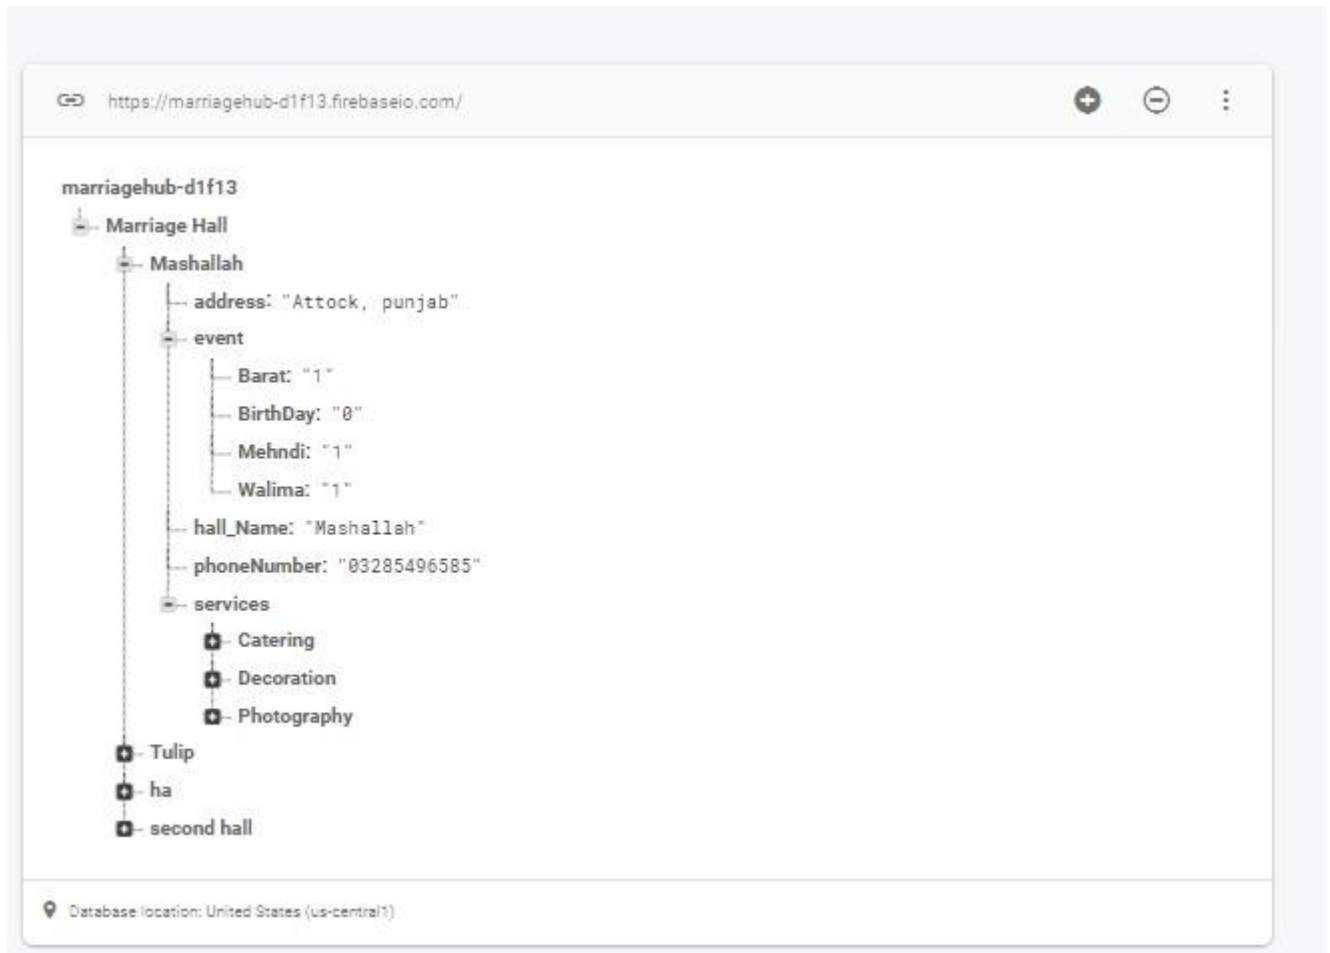 https://marriagehub-d1f13.firebaseio.com/
marriagehub-d1f13
Marriage Hall
Mashallah
address: "Attock, punjab"
event
Barat: "1"
BirthDay: "0"
Mehndi: "1"
Walima: "1"
hall_Name: "Mashallah"
phoneNumber: "03285496585"
services
Catering
Decoration
Photography
Tulip
ha
second hall
Database location: United States (us-central1)